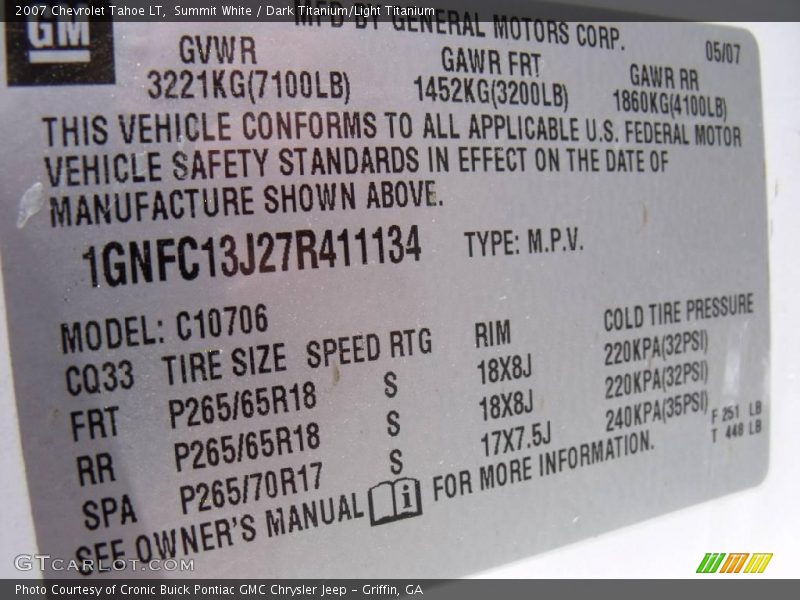 2007 Chevrolet Tahoe LT, Summit White / Dark Titanium/Light Titanium
GM
MFD BY GENERAL MOTORS CORP.
05/07
GVWR GAWR FRT GAWR RR
3221KG(7100LB) 1452KG(3200LB) 1860KG(4100LB)
THIS VEHICLE CONFORMS TO ALL APPLICABLE U.S. FEDERAL MOTOR
VEHICLE SAFETY STANDARDS IN EFFECT ON THE DATE OF
MANUFACTURE SHOWN ABOVE.
1GNFC13J27R411134 TYPE: M.P.V.
MODEL: C10706
CQ33 TIRE SIZE SPEED RTG RIM COLD TIRE PRESSURE
FRT P265/65R18 S 18X8J 220KPA(32PSI)
RR P265/65R18 S 18X8J 220KPA(32PSI)
SPA P265/70R17 S 17X7.5J 240KPA(35PSI)
F 251 LB
T 448 LB
SEE OWNER'S MANUAL FOR MORE INFORMATION.
GTCarLot.com
Photo Courtesy of Cronic Buick Pontiac GMC Chrysler Jeep - Griffin, GA